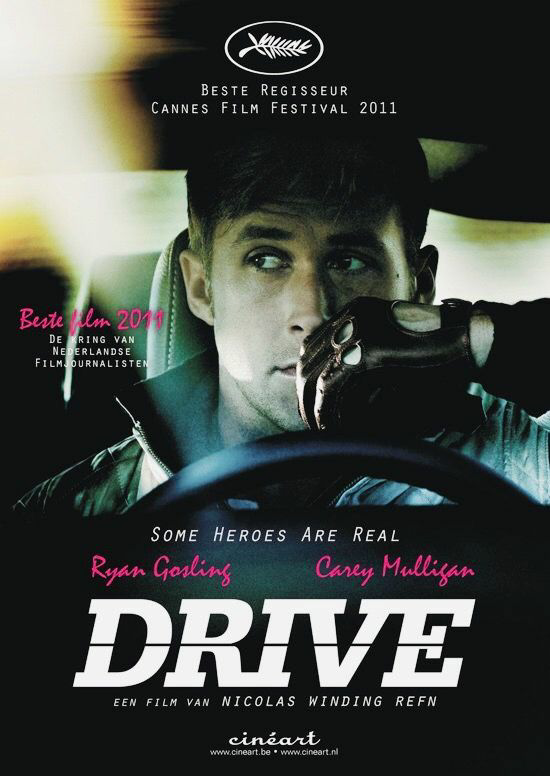 BESTE REGISSEUR
CANNES FILM FESTIVAL 2011
Beste film 2011
DE KRING VAN
NEDERLANDSE
FILMJOURNALISTEN
SOME HEROES ARE REAL
Ryan Gosling Carey Mulligan
DRIVE
EEN FILM VAN NICOLAS WINDING REFN
cinéart
www.cineart.be • www.cineart.nl